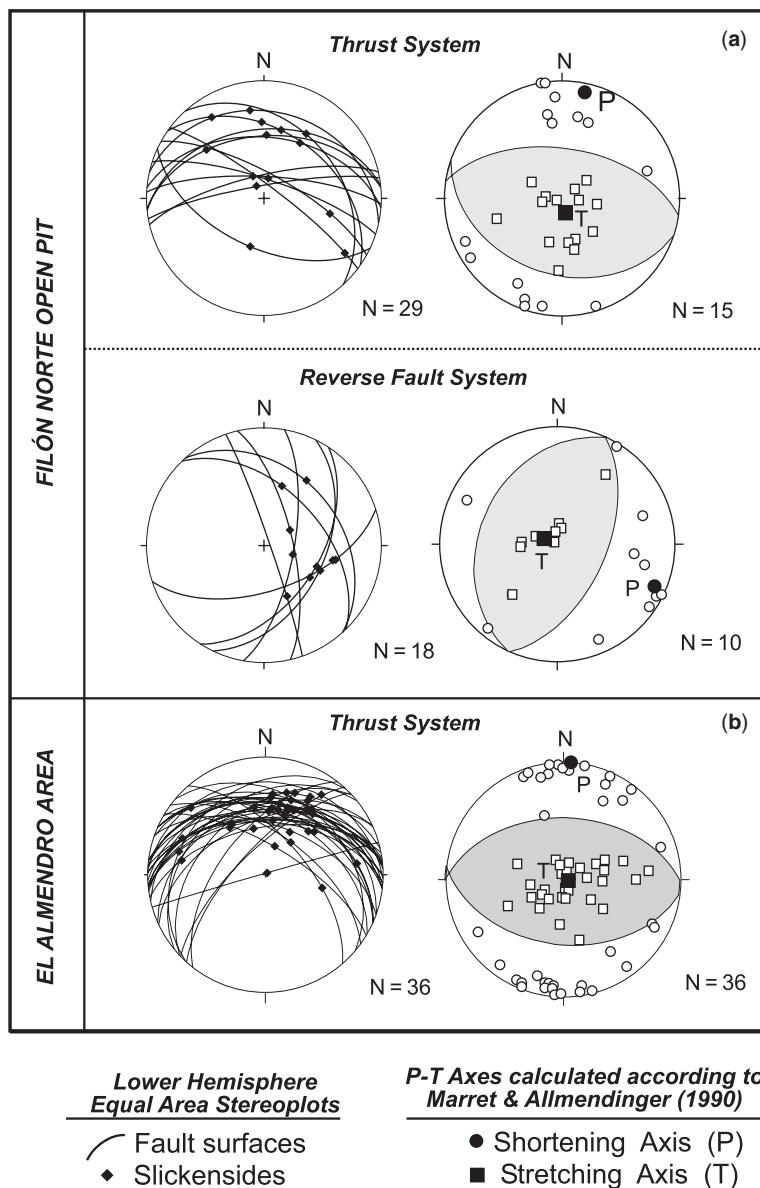 Thrust System
(a)
N
N
P
T
N = 29
N = 15
FILÓN NORTE OPEN PIT
Reverse Fault System
N
N
T
P
N = 18
N = 10
Thrust System
(b)
N
N
P
T
N = 36
N = 36
EL ALMENDRO AREA
Lower Hemisphere
Equal Area Stereoplots
Fault surfaces
Slickensides
P-T Axes calculated according to
Marret & Allmendinger (1990)
Shortening Axis (P)
Stretching Axis (T)